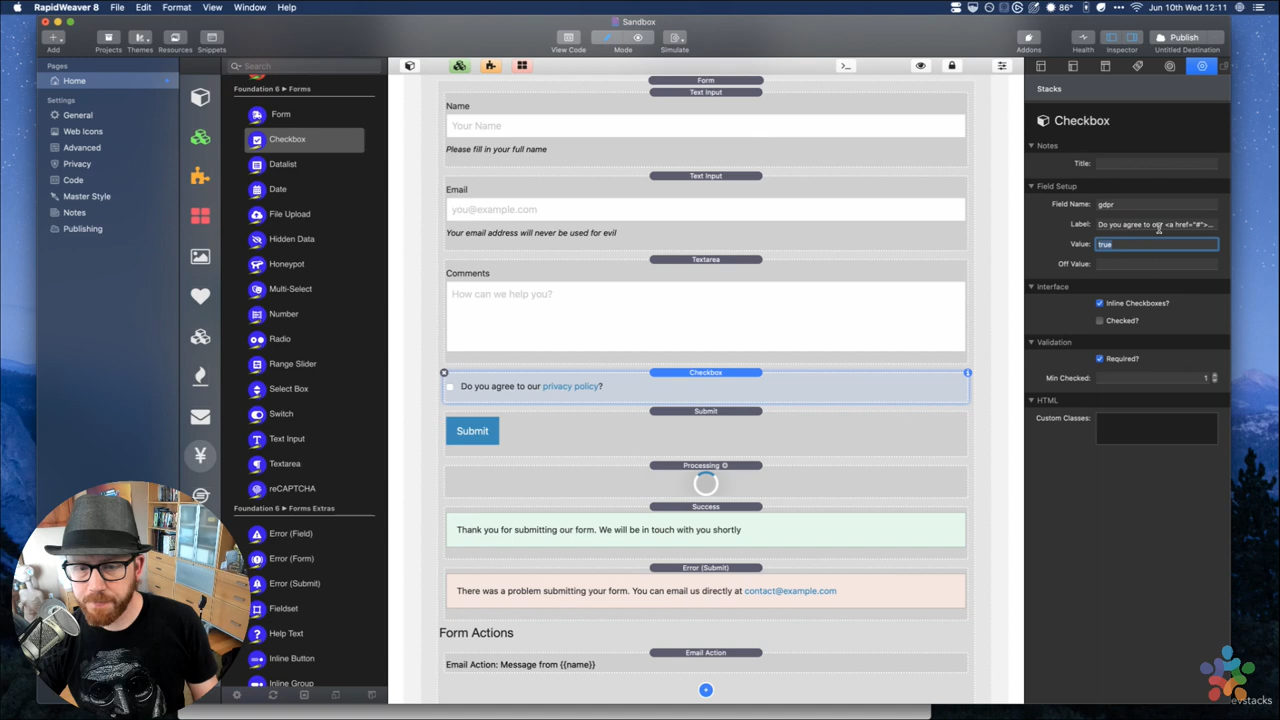 RapidWeaver 8 File Edit Format View Window Help 86° Jun 10th Wed 12:11
Sandbox
Add Projects Themes Resources Snippets View Code Mode Simulate Addons Health Inspector Publish
Untitled Destination
Pages
Home
Settings
General
Web Icons
Advanced
Privacy
Code
Master Style
Notes
Publishing
Search
Foundation 6 ▸ Forms
Form
Checkbox
Datalist
Date
File Upload
Hidden Data
Honeypot
Multi-Select
Number
Radio
Range Slider
Select Box
Switch
Text Input
Textarea
reCAPTCHA
Foundation 6 ▸ Forms Extras
Error (Field)
Error (Form)
Error (Submit)
Fieldset
Help Text
Inline Button
Inline Group
Form
Text Input
Name
Your Name
Please fill in your full name
Text Input
Email
you@example.com
Your email address will never be used for evil
Textarea
Comments
How can we help you?
Checkbox
Do you agree to our privacy policy?
Submit
Submit
Processing
Success
Thank you for submitting our form. We will be in touch with you shortly
Error (Submit)
There was a problem submitting your form. You can email us directly at contact@example.com
Form Actions
Email Action
Email Action: Message from {{name}}
Stacks
Checkbox
Notes
Title:
Field Setup
Field Name: gdpr
Label: Do you agree to our <a href="#">...
Value: true
Off Value:
Interface
Inline Checkboxes?
Checked?
Validation
Required?
Min Checked: 1
HTML
Custom Classes: